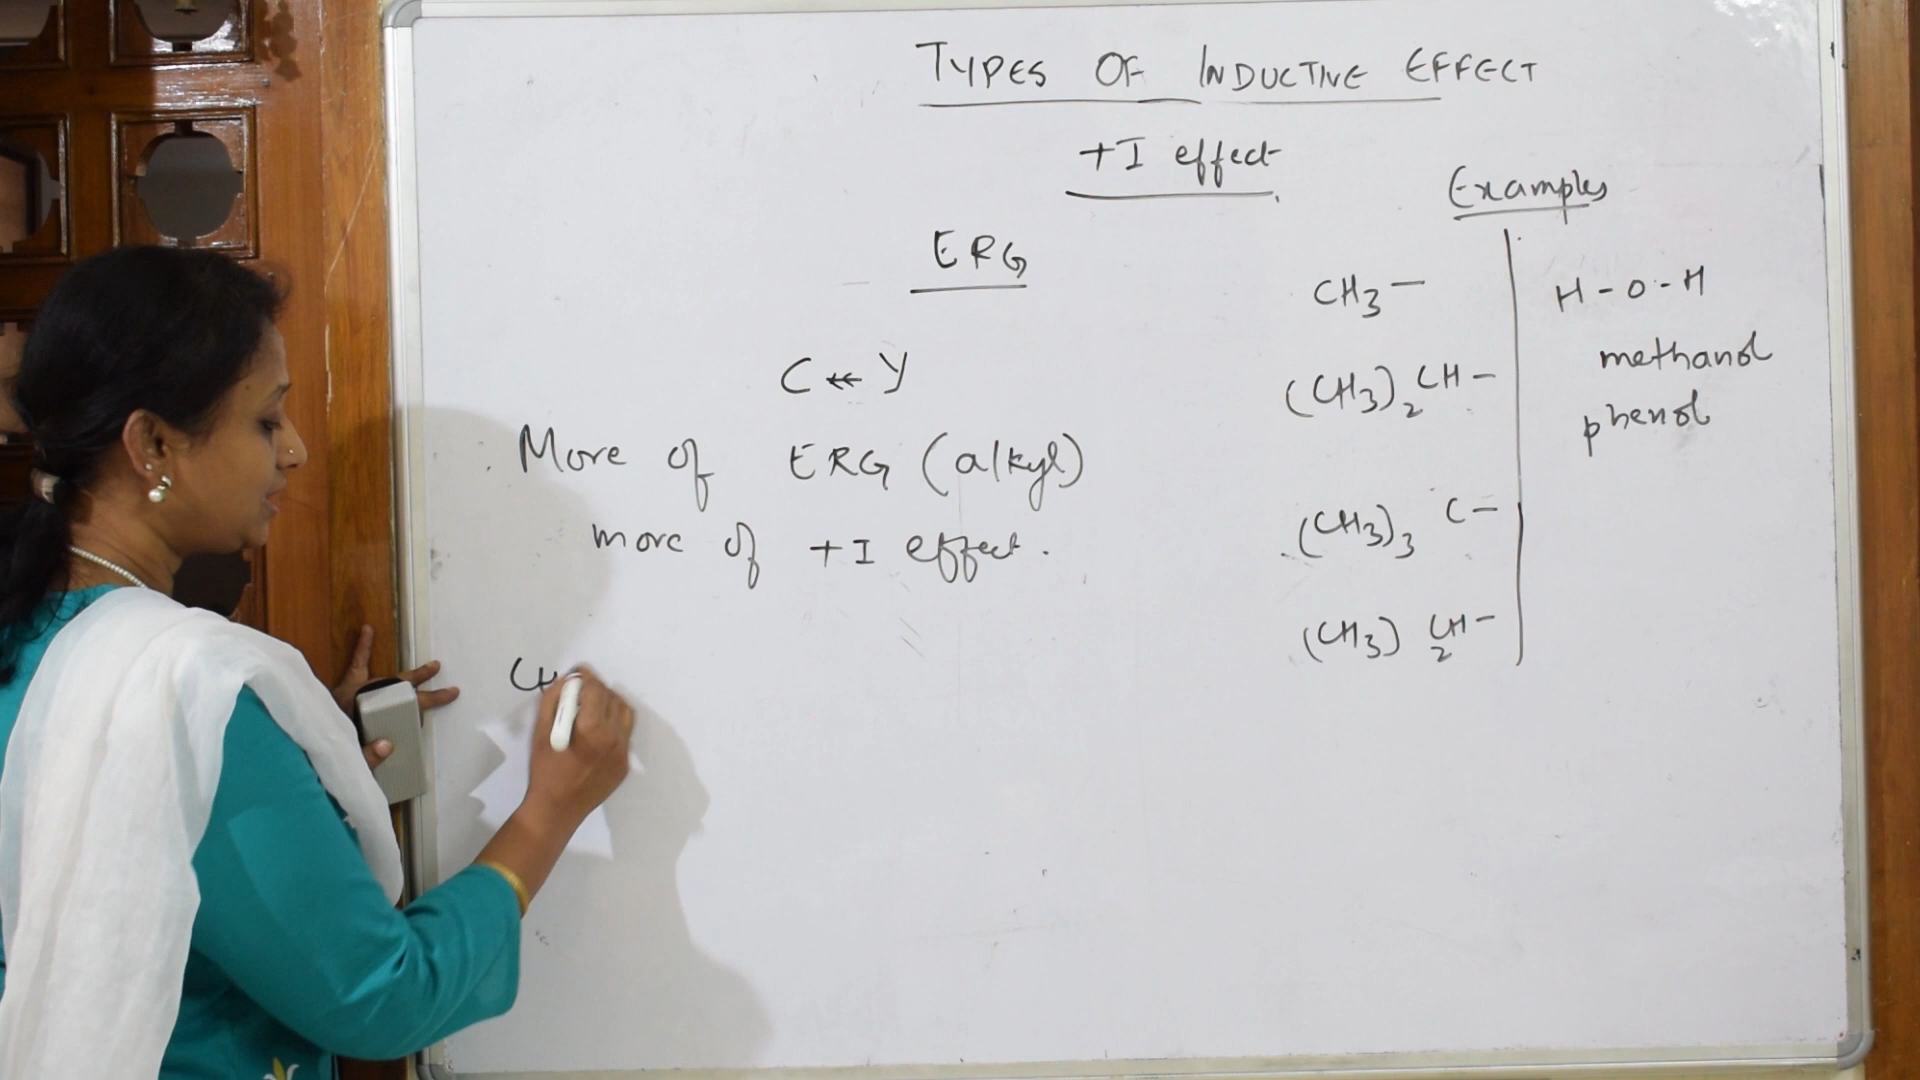 TYPES OF INDUCTIVE EFFECT
+I effect
Examples
ERG
C ↞ Y
More of ERG (alkyl)
more of +I effect.
CH
CH3 —
(CH3)2 CH —
(CH3)3 C —
(CH3) CH2 —
H - O - H
methanol
phenol